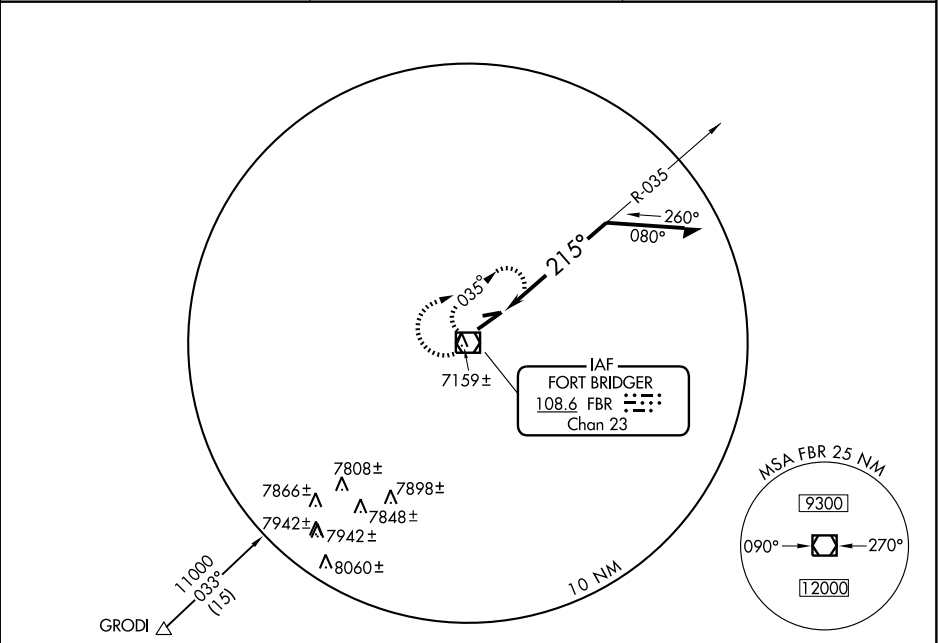 R-035
260°
080°
215°
035°
7159±
IAF
FORT BRIDGER
108.6 FBR
Chan 23
7808±
7866±
7898±
7848±
7942±
7942±
8060±
10 NM
11000
033°
(15)
GRODI
MSA FBR 25 NM
9300
090°
270°
12000